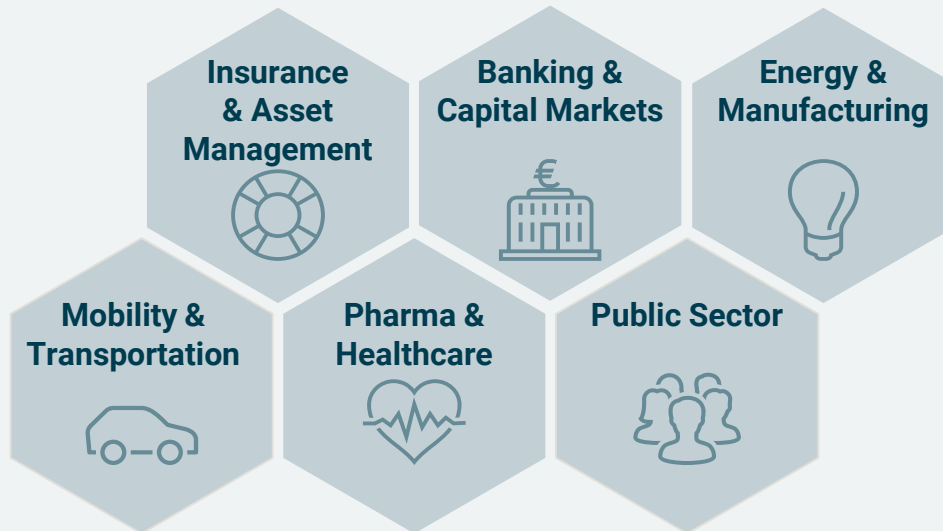 Insurance
& Asset
Management
Banking &
Capital Markets
€
Energy &
Manufacturing
Mobility &
Transportation
Pharma &
Healthcare
Public Sector